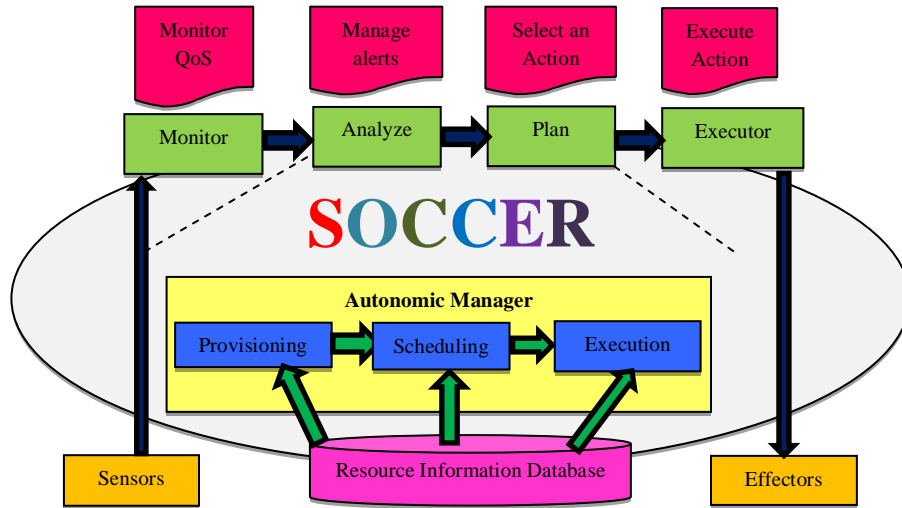 Monitor
QoS
Manage
alerts
Select an
Action
Execute
Action
Monitor
Analyze
Plan
Executor
SOCCER
Autonomic Manager
Provisioning
Scheduling
Execution
Sensors
Resource Information Database
Effectors